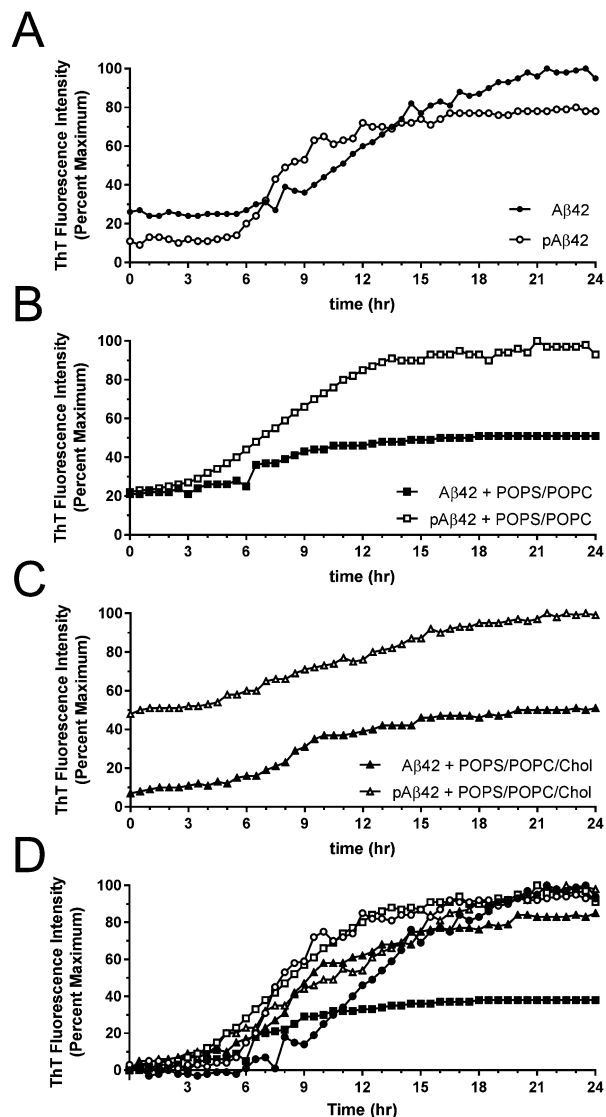 A
ThT Fluorescence Intensity
(Percent Maximum)
100
80
60
40
20
0
Aβ42
pAβ42
0 3 6 9 12 15 18 21 24
time (hr)
B
ThT Fluorescence Intensity
(Percent Maximum)
100
80
60
40
20
0
Aβ42 + POPS/POPC
pAβ42 + POPS/POPC
0 3 6 9 12 15 18 21 24
time (hr)
C
ThT Fluorescence Intensity
(Percent Maximum)
100
80
60
40
20
0
Aβ42 + POPS/POPC/Chol
pAβ42 + POPS/POPC/Chol
0 3 6 9 12 15 18 21 24
time (hr)
D
ThT Fluorescence Intensity
(Percent Maximum)
100
80
60
40
20
0
0 3 6 9 12 15 18 21 24
Time (hr)